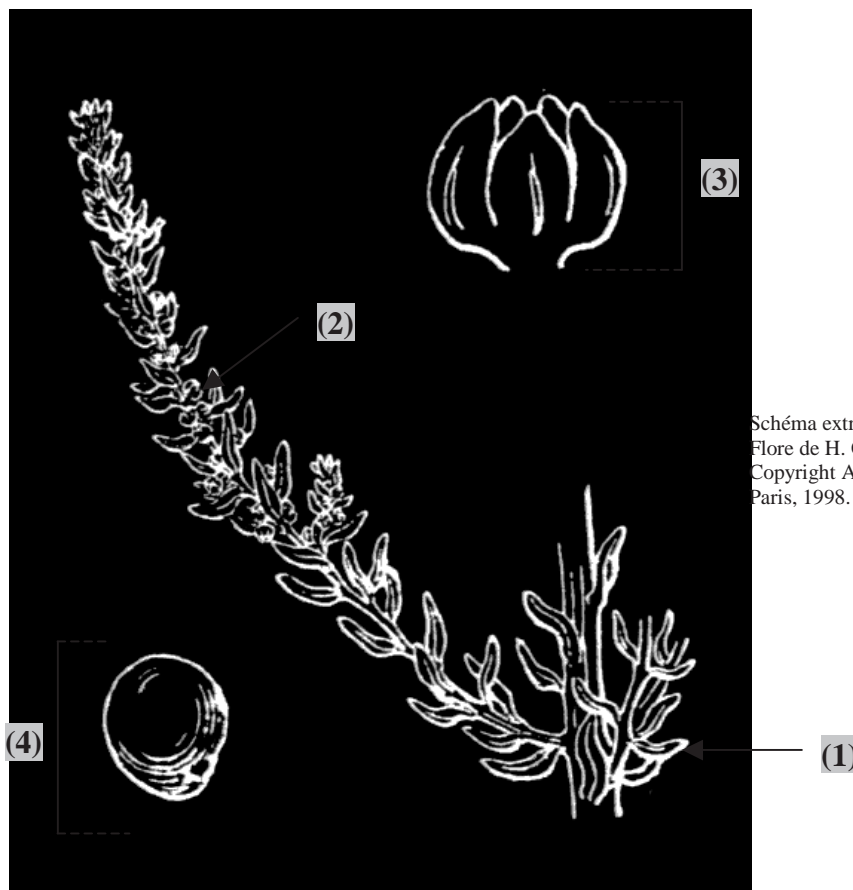 (3)
(2)
Schéma extr
Flore de H.
Copyright A
Paris, 1998.
(4)
(1)